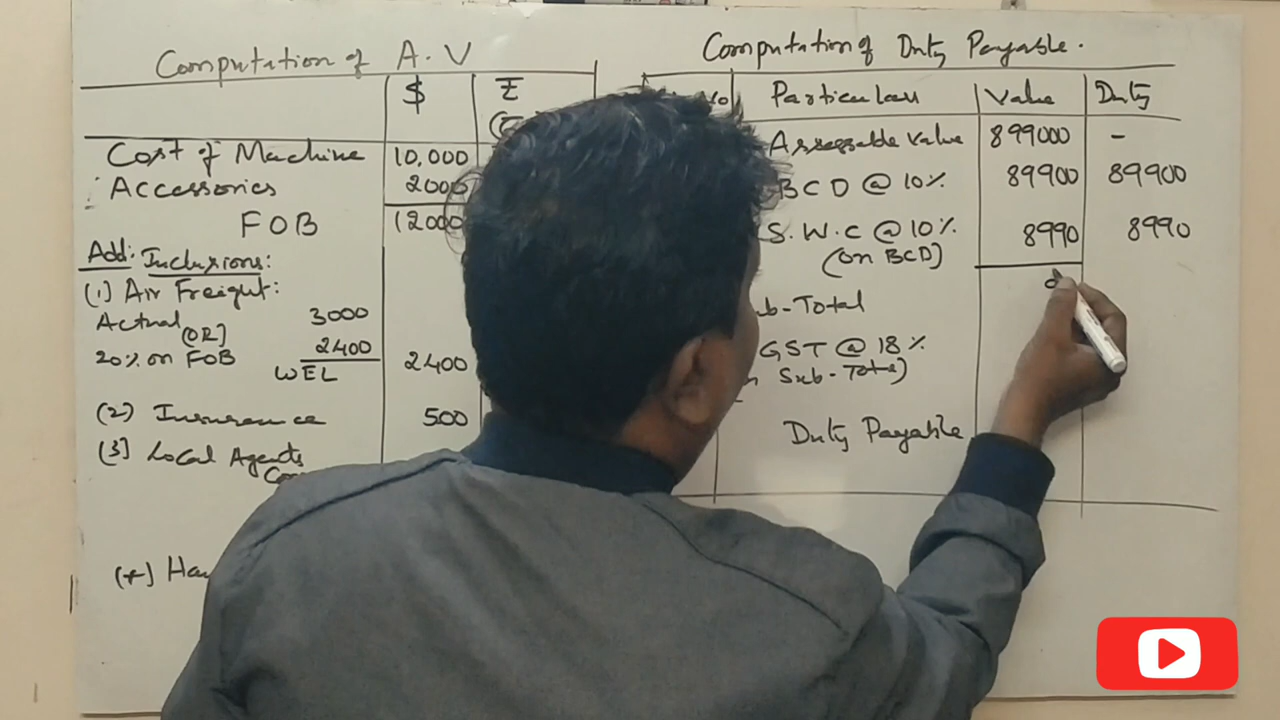 Computation of A.V
$ ₹
Cost of Machine 10,000
Accessories 2000
FOB 12000
Add: Inclusions:
(1) Air Freight:
Actual 3000
(OR)
20% on FOB 2400 2400
WEL
(2) Insurance 500
(3) Local Agents
Computation of Duty Payable.
Particulars Value Duty
Assessable Value 899000 -
BCD @ 10% 89900 89900
S.W.C @ 10% 8990 8990
(on BCD)
GST @ 18%
Sub-Total)
Duty Payable